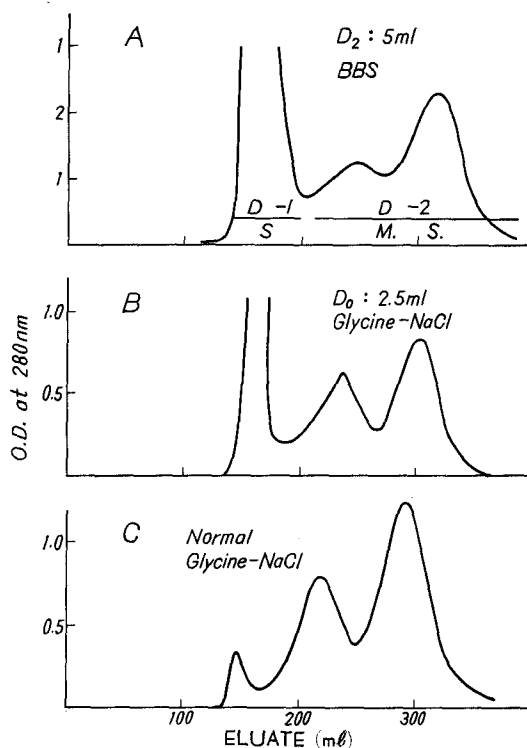 A
D₂ : 5ml
BBS
1
2
1
D -1
D -2
S
M. S.
B
D₀ : 2.5ml
Glycine-NaCl
1.0
0.5
O.D. at 280nm
C
Normal
Glycine-NaCl
1.0
0.5
100 200 300
ELUATE (mℓ)